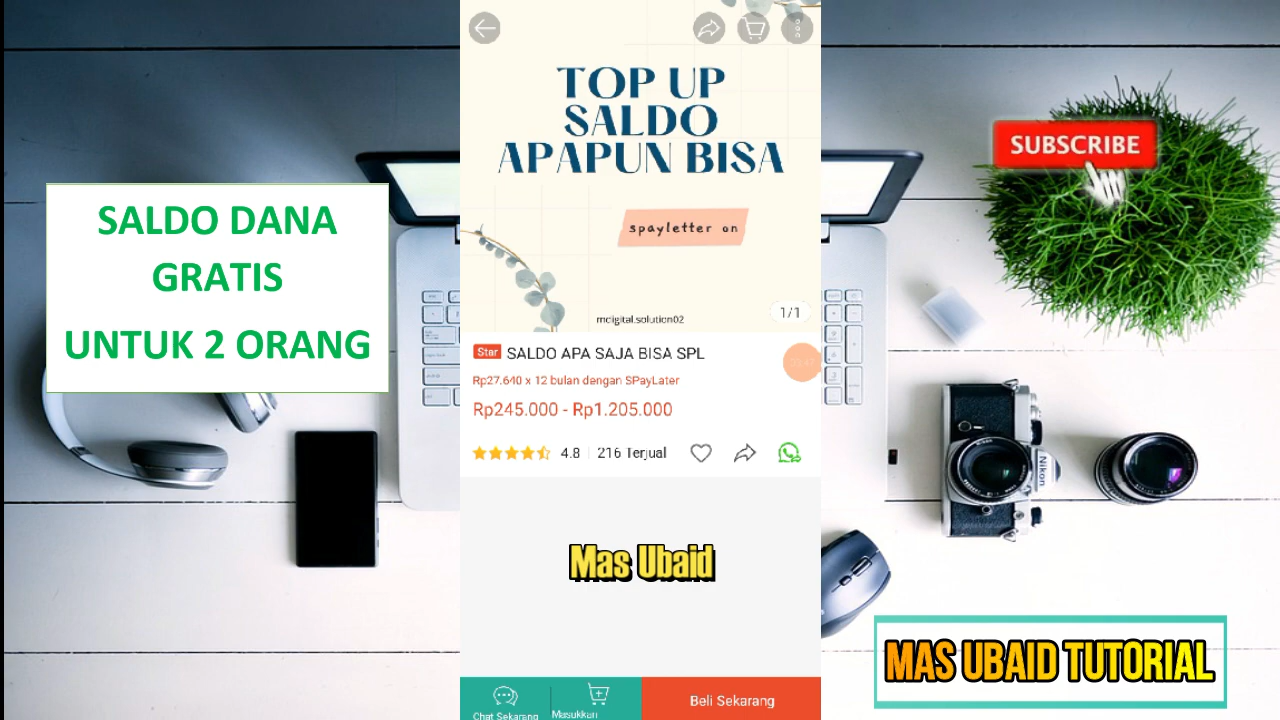 SALDO DANA
GRATIS
UNTUK 2 ORANG
TOP UP
SALDO
APAPUN BISA
spayletter on
1/1
Star SALDO APA SAJA BISA SPL
Rp27.640 x 12 bulan dengan SPayLater
Rp245.000 - Rp1.205.000
4.8 216 Terjual
Mas Ubaid
Chat Sekarang
Masukkan
Beli Sekarang
SUBSCRIBE
Nikon
MAS UBAID TUTORIAL